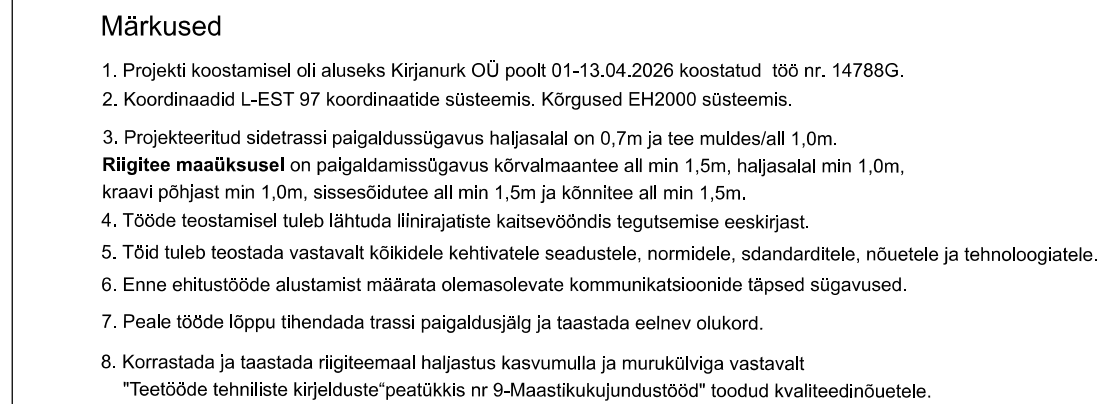 Märkused
1. Projekti koostamisel oli aluseks Kirjanurk OÜ poolt 01-13.04.2026 koostatud töö nr. 14788G.
2. Koordinaadid L-EST 97 koordinaatide süsteemis. Kõrgused EH2000 süsteemis.
3. Projekteeritud sidetrassi paigaldussügavus haljasalal on 0,7m ja tee muldes/all 1,0m.
Riigitee maaüksusel on paigaldamissügavus kõrvalmaantee all min 1,5m, haljasalal min 1,0m,
kraavi põhjast min 1,0m, sissesõidutee all min 1,5m ja kõnnitee all min 1,5m.
4. Tööde teostamisel tuleb lähtuda liinirajatiste kaitsevööndis tegutsemise eeskirjast.
5. Töid tuleb teostada vastavalt kõikidele kehtivatele seadustele, normidele, sdandarditele, nõuetele ja tehnoloogiatele.
6. Enne ehitustööde alustamist määrata olemasolevate kommunikatsioonide täpsed sügavused.
7. Peale tööde lõppu tihendada trassi paigaldusjälg ja taastada eelnev olukord.
8. Korrastada ja taastada riigiteemaal haljastus kasvumulla ja murukülviga vastavalt
"Teetööde tehniliste kirjelduste“peatükkis nr 9-Maastikukujundustööd" toodud kvaliteedinõuetele.